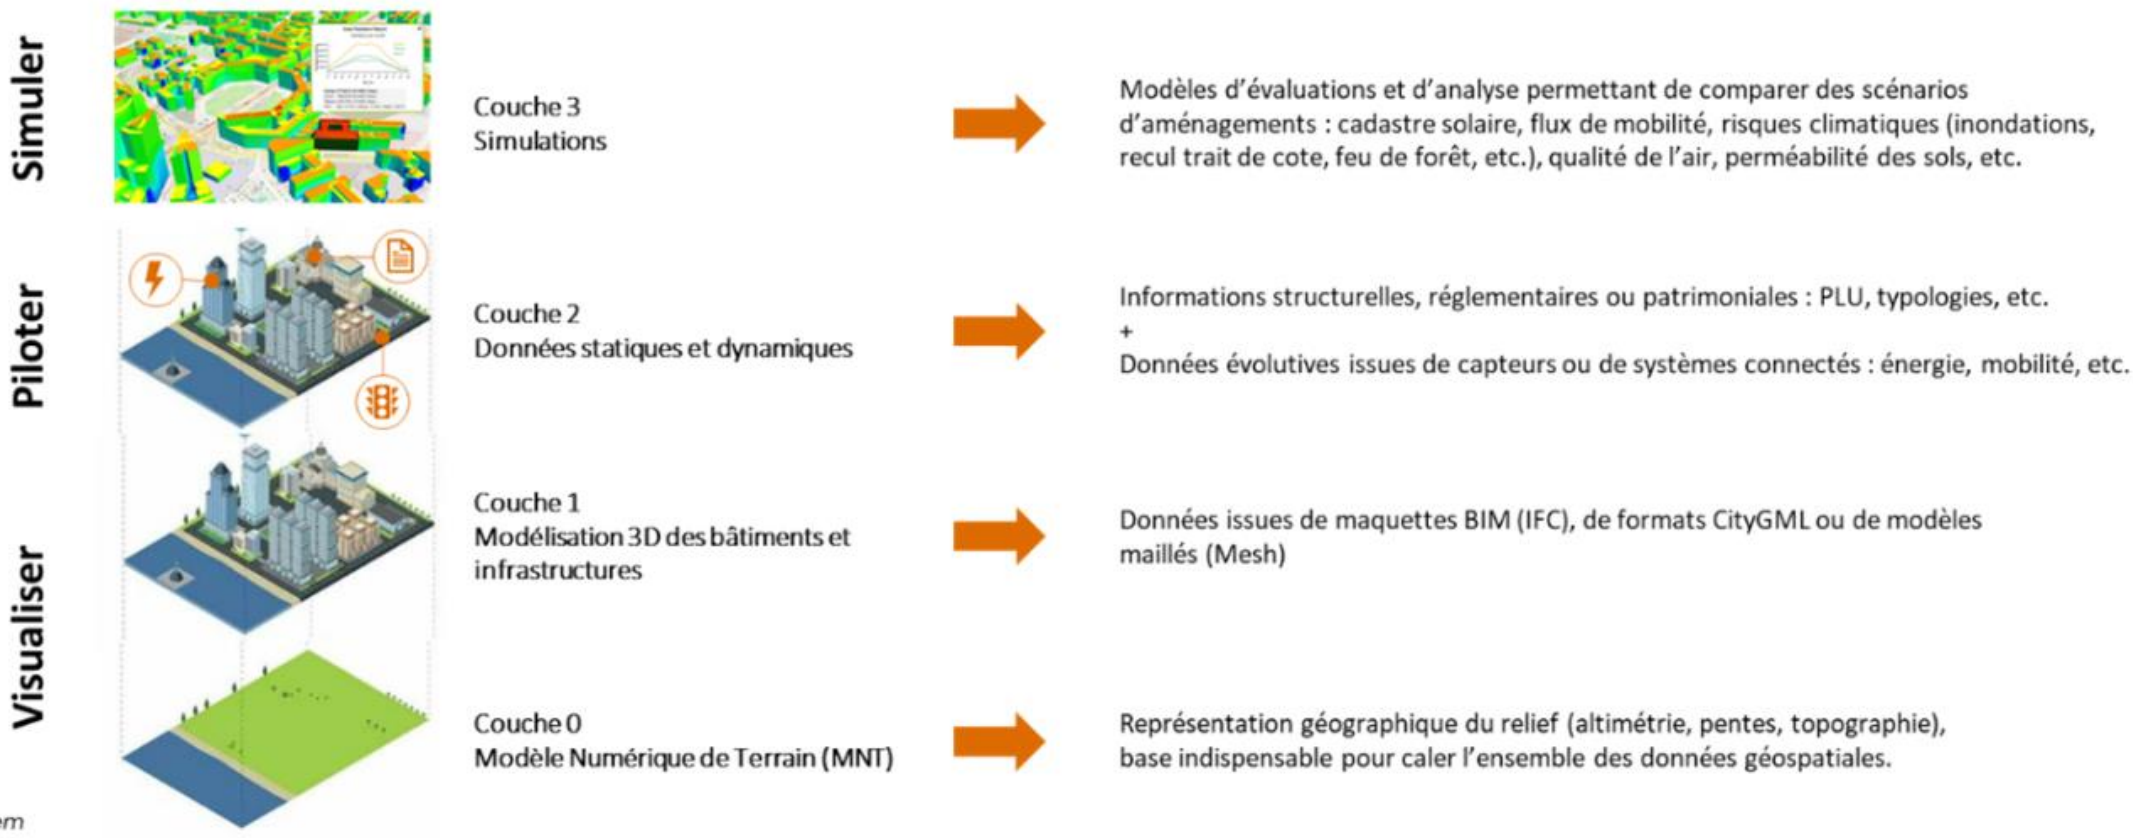 Simuler
Couche 3
Simulations
Modèles d'évaluations et d'analyse permettant de comparer des scénarios
d'aménagements : cadastre solaire, flux de mobilité, risques climatiques (inondations,
recul trait de cote, feu de forêt, etc.), qualité de l'air, perméabilité des sols, etc.
Piloter
Couche 2
Données statiques et dynamiques
Informations structurelles, réglementaires ou patrimoniales : PLU, typologies, etc.
+
Données évolutives issues de capteurs ou de systèmes connectés : énergie, mobilité, etc.
Visualiser
Couche 1
Modélisation 3D des bâtiments et
infrastructures
Données issues de maquettes BIM (IFC), de formats CityGML ou de modèles
maillés (Mesh)
Couche 0
Modèle Numérique de Terrain (MNT)
Représentation géographique du relief (altimétrie, pentes, topographie),
base indispensable pour caler l'ensemble des données géospatiales.